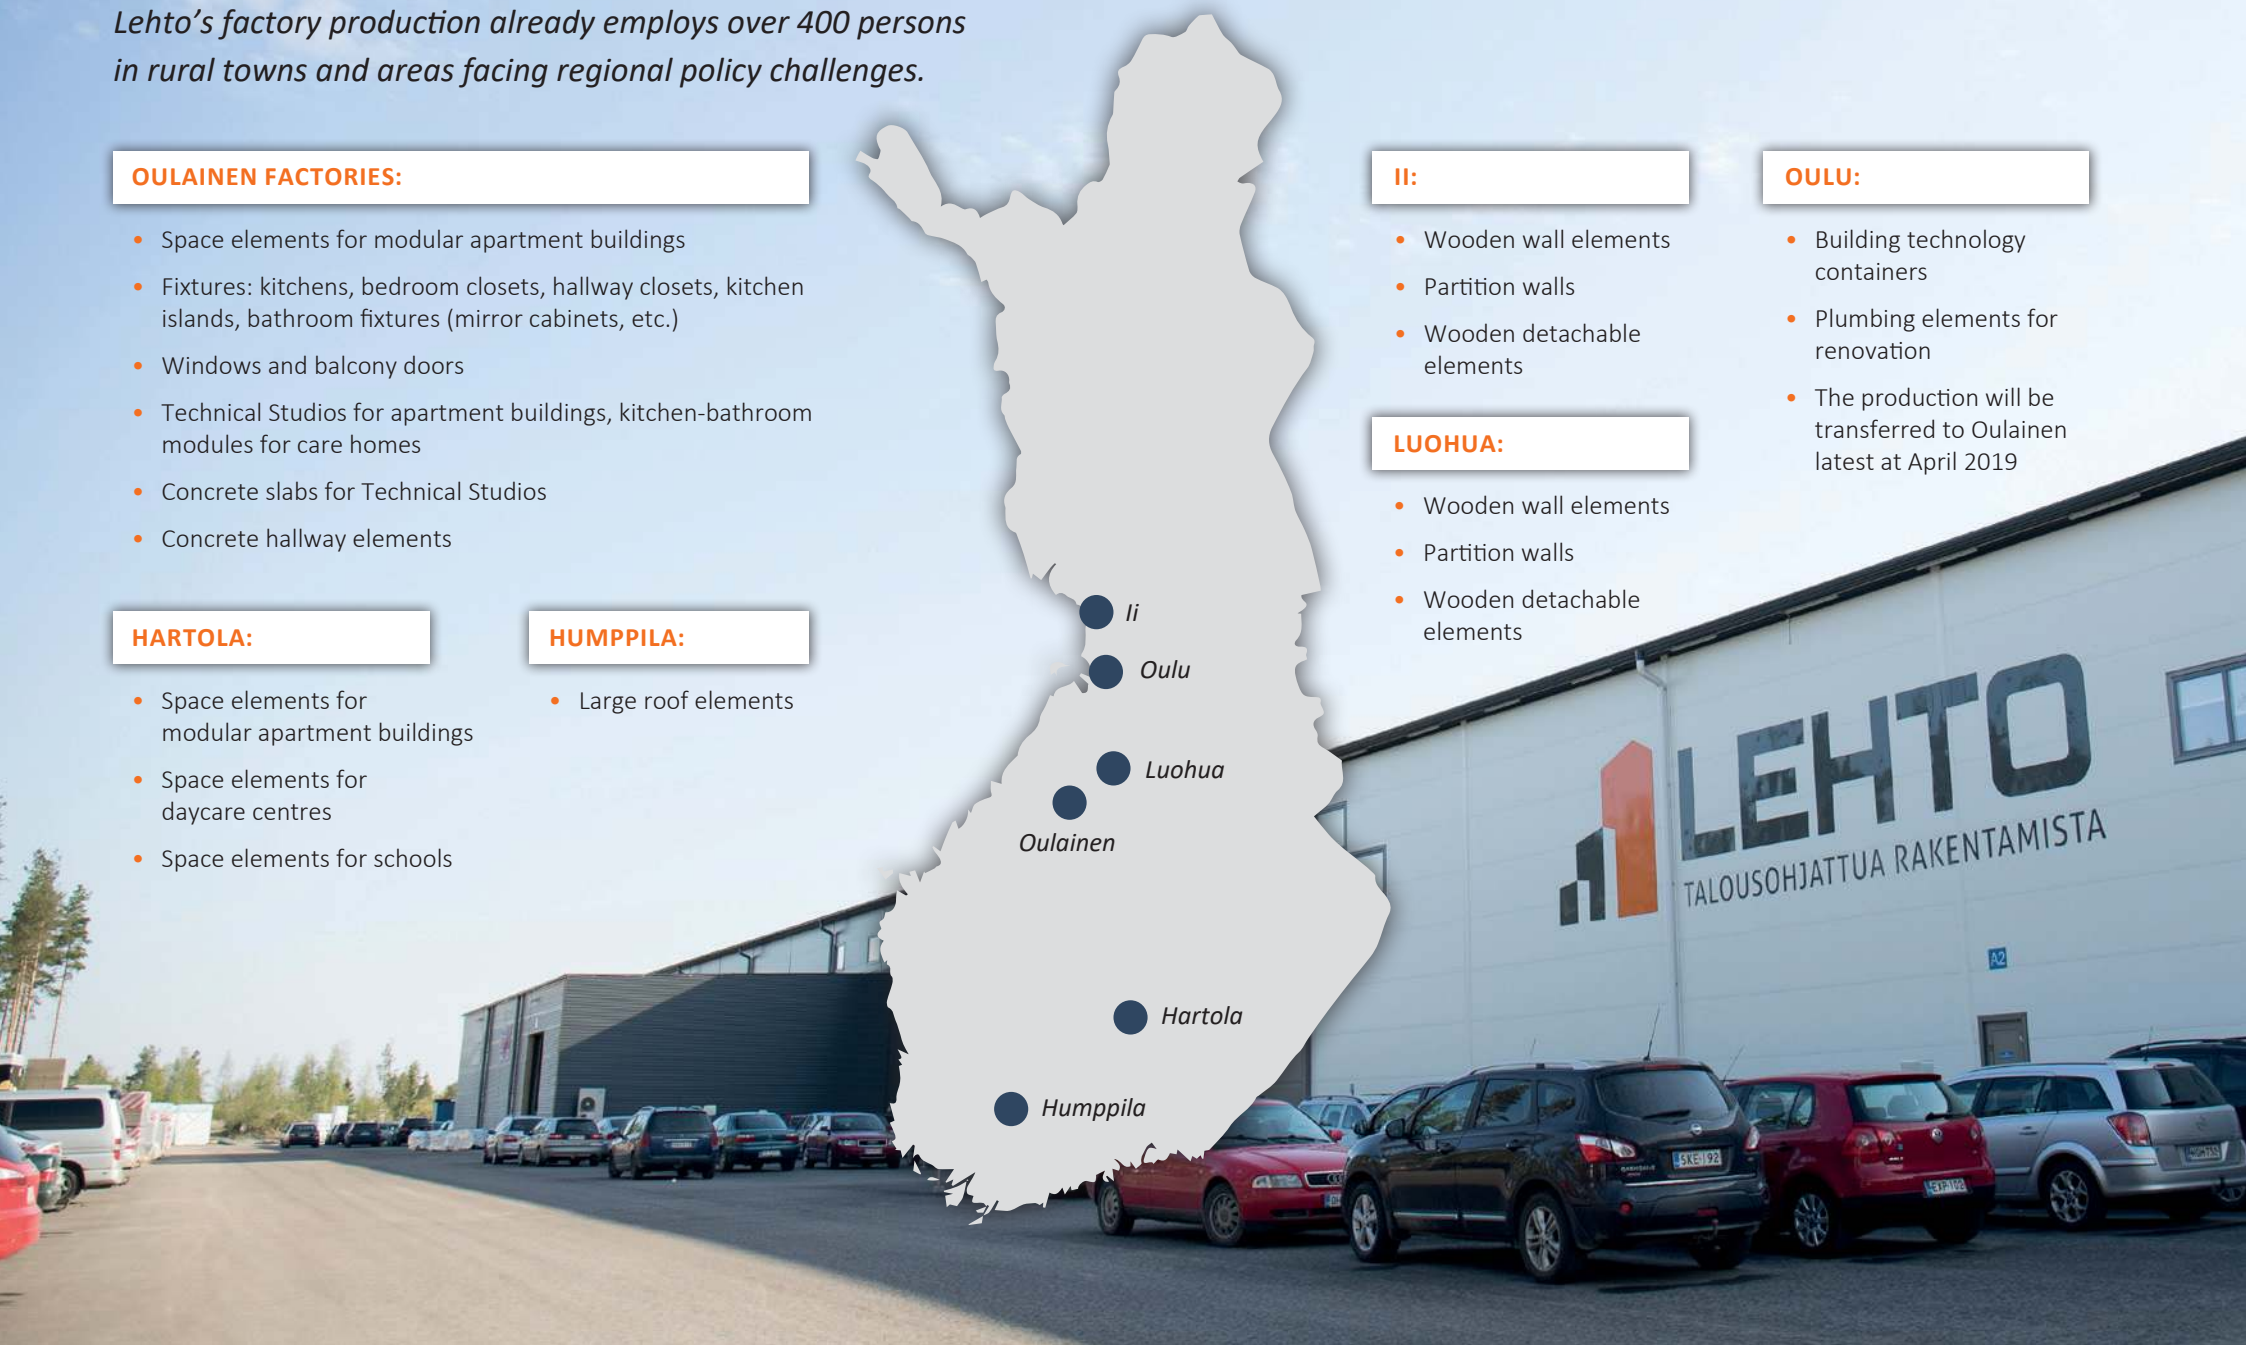 Lehto’s factory production already employs over 400 persons
in rural towns and areas facing regional policy challenges.
OULAINEN FACTORIES:
• Space elements for modular apartment buildings
• Fixtures: kitchens, bedroom closets, hallway closets, kitchen
islands, bathroom fixtures (mirror cabinets, etc.)
• Windows and balcony doors
• Technical Studios for apartment buildings, kitchen-bathroom
modules for care homes
• Concrete slabs for Technical Studios
• Concrete hallway elements
HARTOLA:
• Space elements for
modular apartment buildings
• Space elements for
daycare centres
• Space elements for schools
HUMPPILA:
• Large roof elements
Ii
Oulu
Luohua
Oulainen
Hartola
Humppila
II:
• Wooden wall elements
• Partition walls
• Wooden detachable
elements
LUOHUA:
• Wooden wall elements
• Partition walls
• Wooden detachable
elements
OULU:
• Building technology
containers
• Plumbing elements for
renovation
• The production will be
transferred to Oulainen
latest at April 2019
LEHTO
TALOUSOHJATTUA RAKENTAMISTA
A2
SKE-192
EXP-102